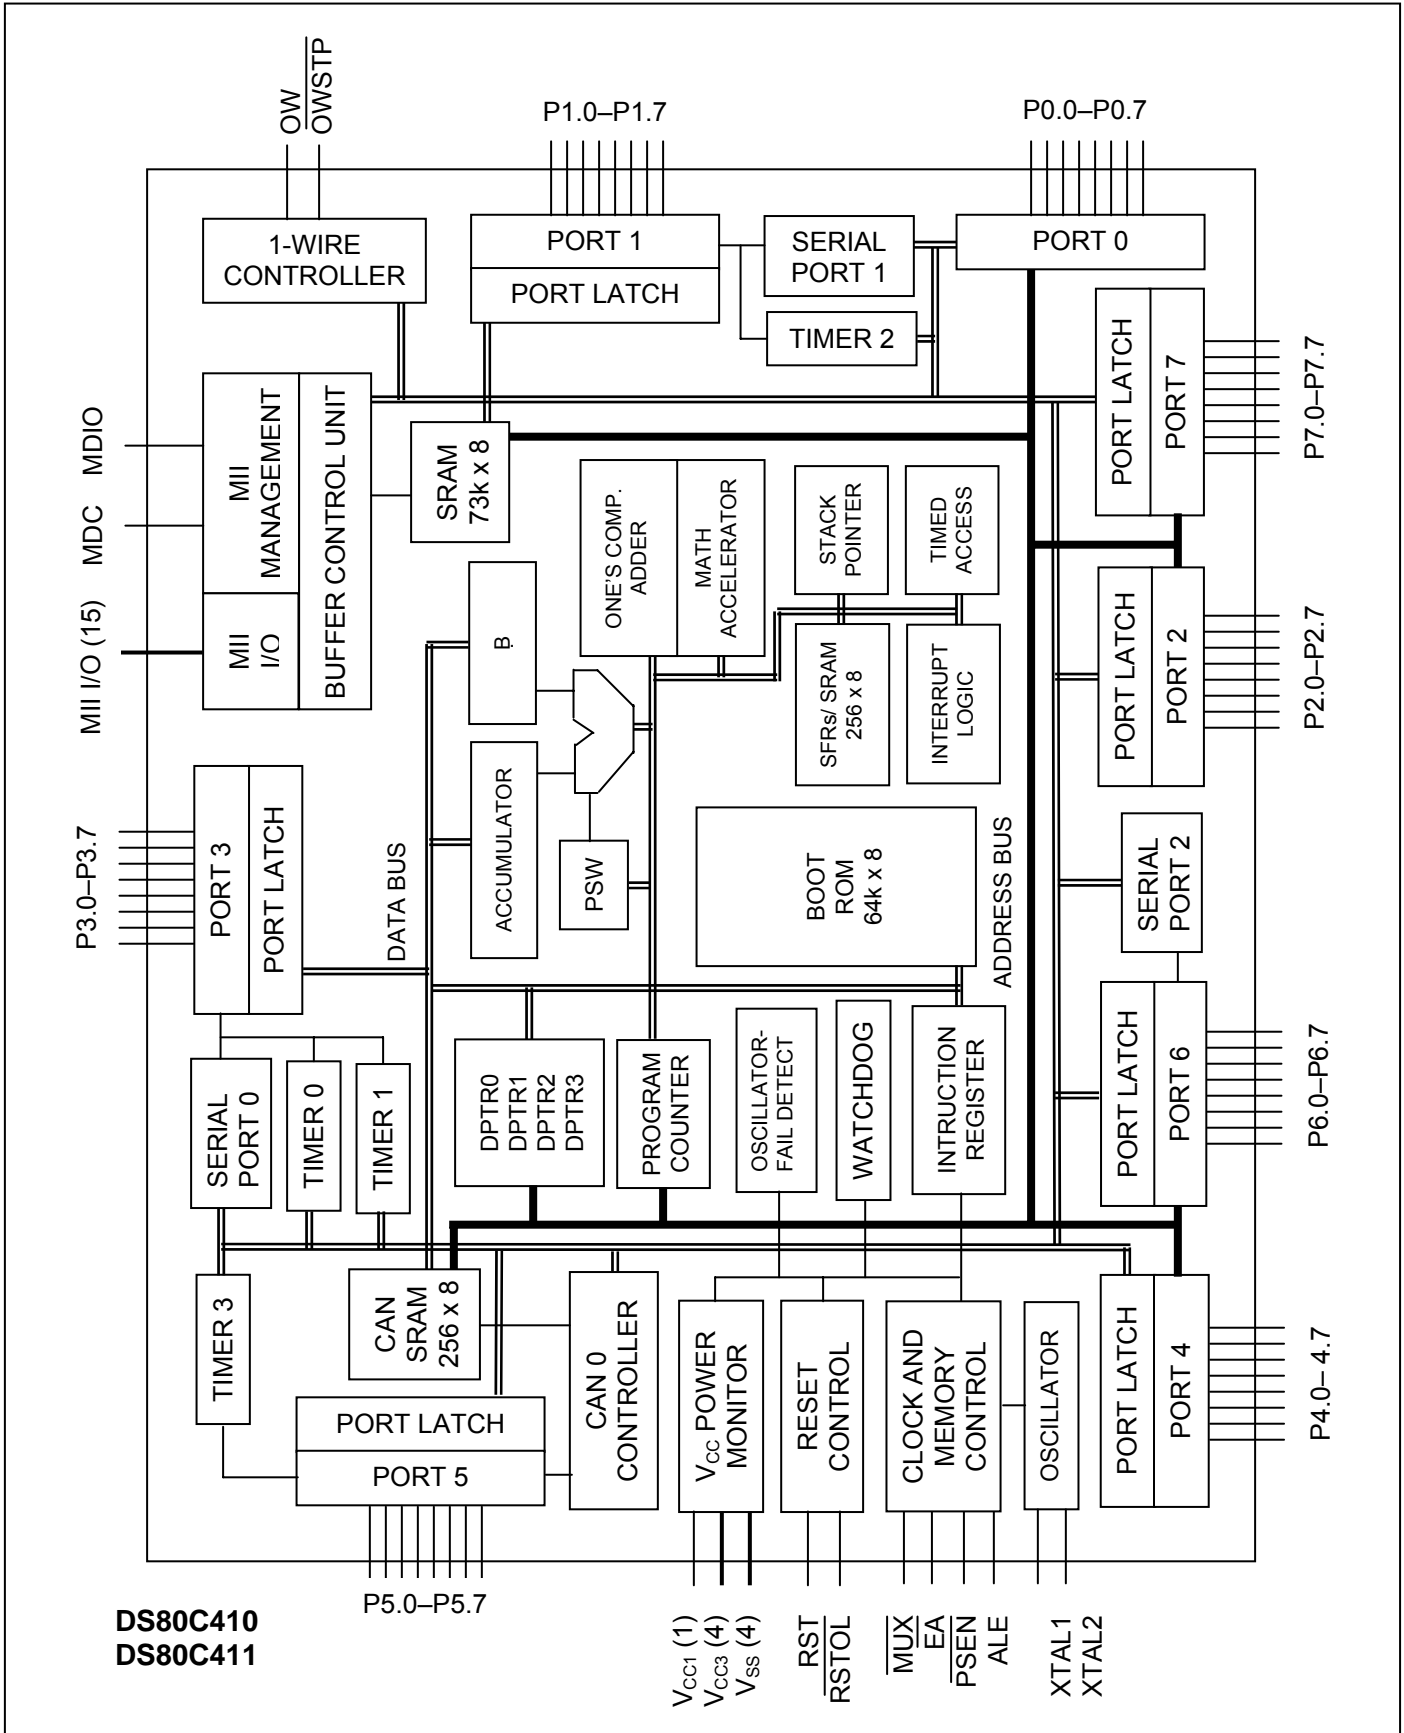 OW
OWSTP
P1.0–P1.7
P0.0–P0.7
1-WIRE
CONTROLLER
PORT 1
PORT LATCH
SERIAL
PORT 1
TIMER 2
PORT 0
PORT LATCH
PORT 7
P7.0–P7.7
MDIO
MDC
MII I/O (15)
MII
MANAGEMENT
MII
I/O
BUFFER CONTROL UNIT
SRAM
73k x 8
ONE'S COMP.
ADDER
MATH
ACCELERATOR
STACK
POINTER
TIMED
ACCESS
B
SFRs/ SRAM
256 x 8
INTERRUPT
LOGIC
PORT LATCH
PORT 2
P2.0–P2.7
P3.0–P3.7
PORT 3
PORT LATCH
DATA BUS
ACCUMULATOR
PSW
BOOT
ROM
64k x 8
ADDRESS BUS
SERIAL
PORT 2
SERIAL
PORT 0
TIMER 0
TIMER 1
DPTR0
DPTR1
DPTR2
DPTR3
PROGRAM
COUNTER
OSCILLATOR-
FAIL DETECT
WATCHDOG
INTRUCTION
REGISTER
PORT LATCH
PORT 6
P6.0–P6.7
TIMER 3
CAN
SRAM
256 x 8
CAN 0
CONTROLLER
VCC POWER
MONITOR
RESET
CONTROL
CLOCK AND
MEMORY
CONTROL
OSCILLATOR
PORT LATCH
PORT 4
P4.0– 4.7
PORT LATCH
PORT 5
P5.0–P5.7
VCC1 (1)
VCC3 (4)
VSS (4)
RST
RSTOL
MUX
EA
PSEN
ALE
XTAL1
XTAL2
DS80C410
DS80C411